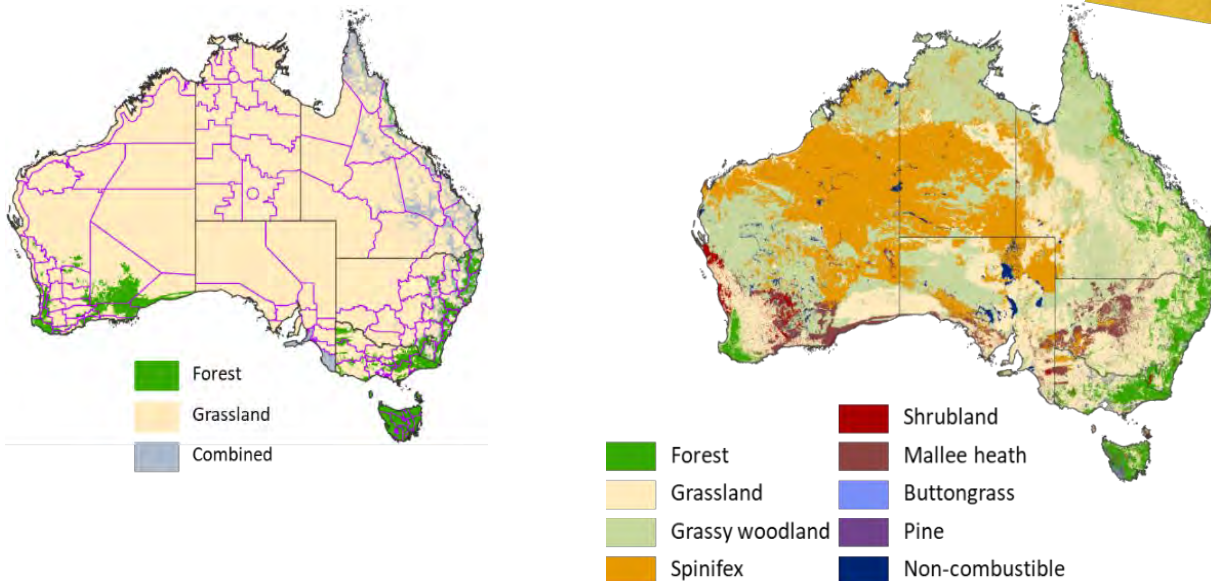 Forest
Grassland
Combined
Forest
Grassland
Grassy woodland
Spinifex
Shrubland
Mallee heath
Buttongrass
Pine
Non-combustible